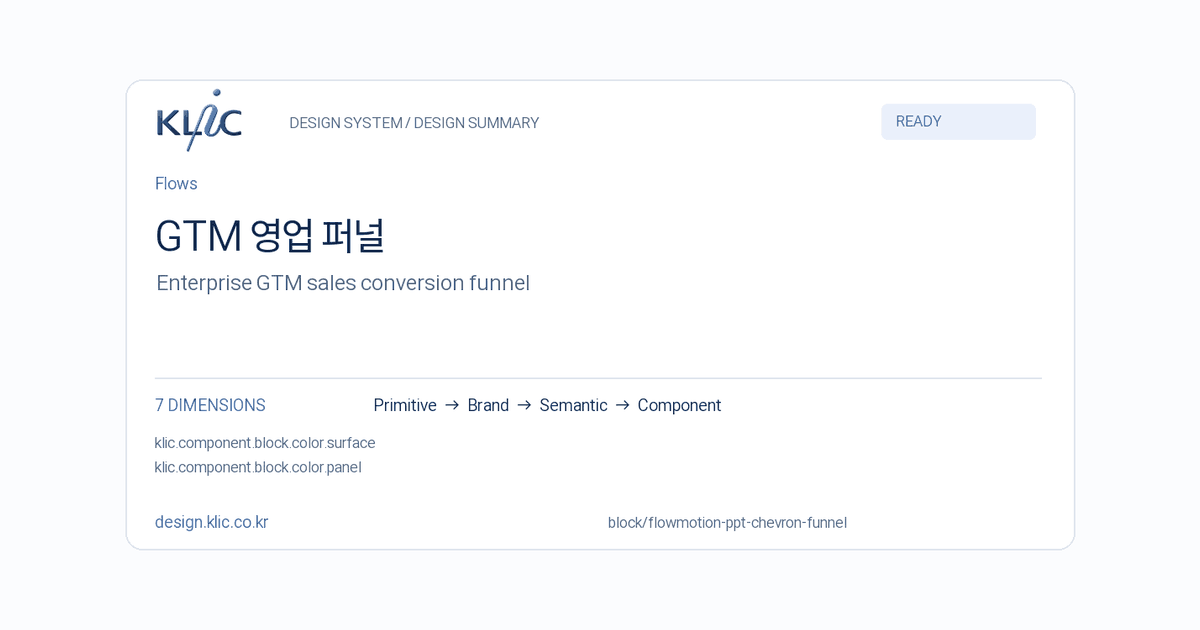 KLiC
DESIGN SYSTEM / DESIGN SUMMARY
READY
Flows
GTM 영업 퍼널
Enterprise GTM sales conversion funnel
7 DIMENSIONS
Primitive → Brand → Semantic → Component
klic.component.block.color.surface
klic.component.block.color.panel
design.klic.co.kr
block/flowmotion-ppt-chevron-funnel